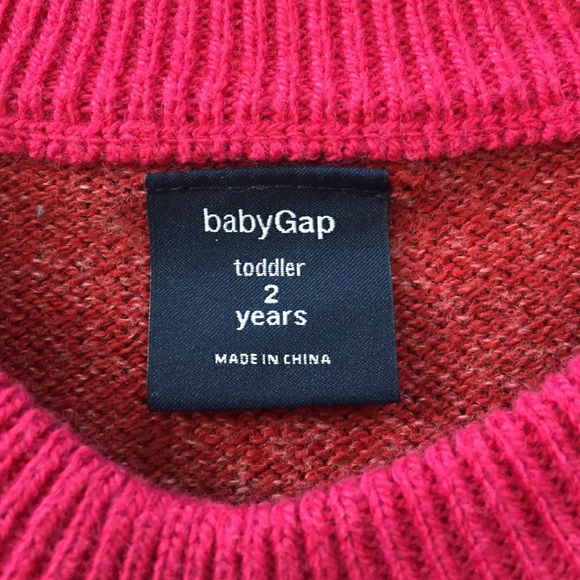 babyGap
toddler
2
years
MADE IN CHINA